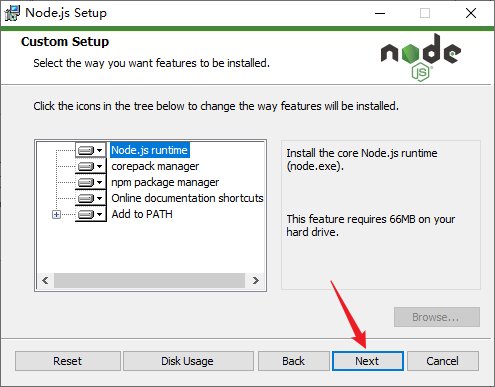 Node.js Setup
Custom Setup
Select the way you want features to be installed.
node
JS
Click the icons in the tree below to change the way features will be installed.
Node.js runtime
corepack manager
npm package manager
Online documentation shortcuts
Add to PATH
Install the core Node.js runtime
(node.exe).
This feature requires 66MB on your
hard drive.
Browse...
Reset
Disk Usage
Back
Next
Cancel